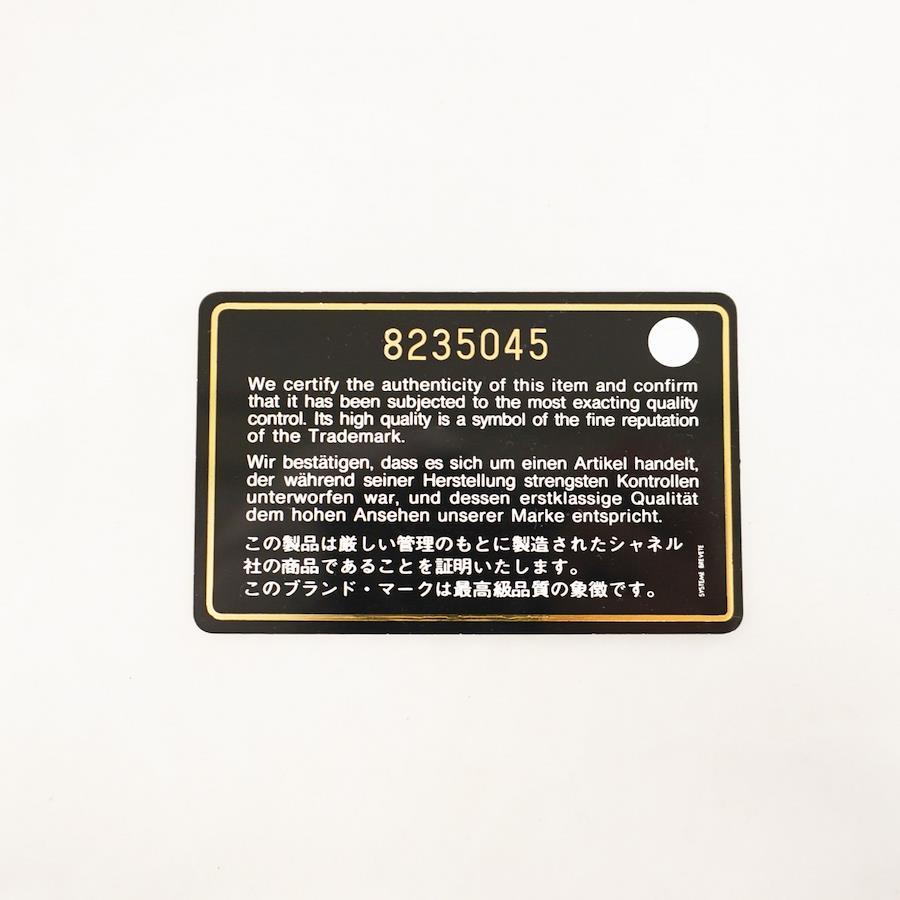 8235045
We certify the authenticity of this item and confirm
that it has been subjected to the most exacting quality
control. Its high quality is a symbol of the fine reputation
of the Trademark.
Wir bestätigen, dass es sich um einen Artikel handelt,
der während seiner Herstellung strengsten Kontrollen
unterworfen war, und dessen erstklassige Qualität
dem hohen Ansehen unserer Marke entspricht.
この製品は厳しい管理のもとに製造されたシャネル
社の商品であることを証明いたします。
このブランド・マークは最高級品質の象徴です。
SYSTEME BREVETE